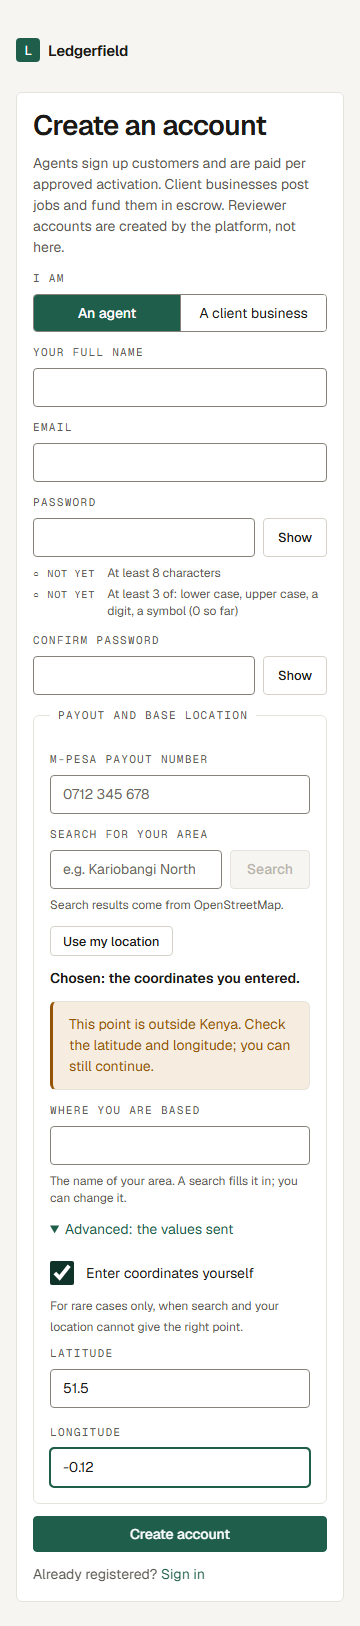 L Ledgerfield
Create an account
Agents sign up customers and are paid per
approved activation. Client businesses post
jobs and fund them in escrow. Reviewer
accounts are created by the platform, not
here.
I AM
An agent A client business
YOUR FULL NAME
EMAIL
PASSWORD
Show
NOT YET At least 8 characters
NOT YET At least 3 of: lower case, upper case, a
digit, a symbol (0 so far)
CONFIRM PASSWORD
Show
PAYOUT AND BASE LOCATION
M-PESA PAYOUT NUMBER
0712 345 678
SEARCH FOR YOUR AREA
e.g. Kariobangi North Search
Search results come from OpenStreetMap.
Use my location
Chosen: the coordinates you entered.
This point is outside Kenya. Check
the latitude and longitude; you can
still continue.
WHERE YOU ARE BASED
The name of your area. A search fills it in; you
can change it.
▼ Advanced: the values sent
Enter coordinates yourself
For rare cases only, when search and your
location cannot give the right point.
LATITUDE
51.5
LONGITUDE
-0.12
Create account
Already registered? Sign in